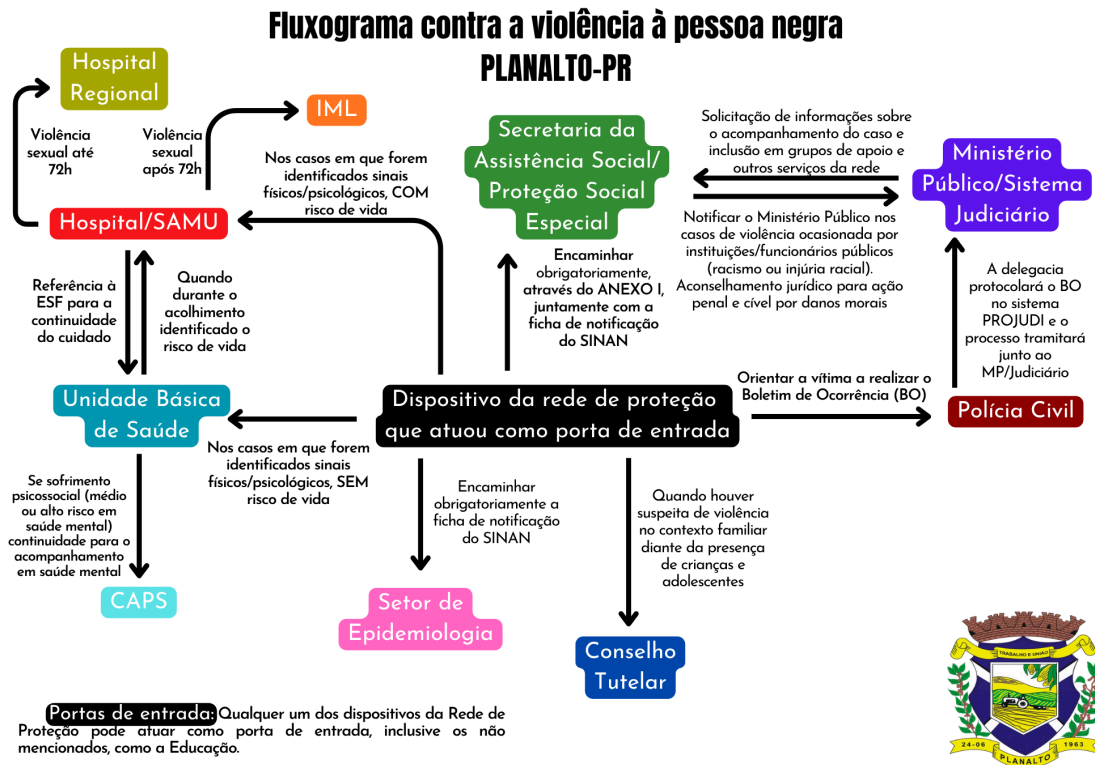 Fluxograma contra a violência à pessoa negra
PLANALTO-PR
Hospital
Regional
IML
Violência
sexual até
72h
Violência
sexual
após 72h
Nos casos em que forem
identificados sinais
físicos/psicológicos, COM
risco de vida
Secretaria da
Assistência Social/
Proteção Social
Especial
Solicitação de informações sobre
o acompanhamento do caso e
inclusão em grupos de apoio e
outros serviços da rede
Ministério
Público/Sistema
Judiciário
Hospital/SAMU
Notificar o Ministério Público nos
casos de violência ocasionada por
instituições/funcionários públicos
(racismo ou injúria racial).
Aconselhamento jurídico para ação
penal e cível por danos morais
Referência à
ESF para a
continuidade
do cuidado
Quando
durante o
acolhimento
identificado o
risco de vida
Encaminhar
obrigatoriamente,
através do ANEXO I,
juntamente com a
ficha de notificação
do SINAN
A delegacia
protocolará o BO
no sistema
PROJUDI e o
processo tramitará
junto ao
MP/Judiciário
Unidade Básica
de Saúde
Dispositivo da rede de proteção
que atuou como porta de entrada
Orientar a vítima a realizar o
Boletim de Ocorrência (BO)
Polícia Civil
Nos casos em que forem
identificados sinais
físicos/psicológicos, SEM
risco de vida
Se sofrimento
psicossocial (médio
ou alto risco em
saúde mental)
continuidade para o
acompanhamento
em saúde mental
Encaminhar
obrigatoriamente a
ficha de notificação
do SINAN
Quando houver
suspeita de violência
no contexto familiar
diante da presença
de crianças e
adolescentes
CAPS
Setor de
Epidemiologia
Conselho
Tutelar
Portas de entrada: Qualquer um dos dispositivos da Rede de
Proteção pode atuar como porta de entrada, inclusive os não
mencionados, como a Educação.
TRABALHO E UNIÃO
24-06
PLANALTO
1963